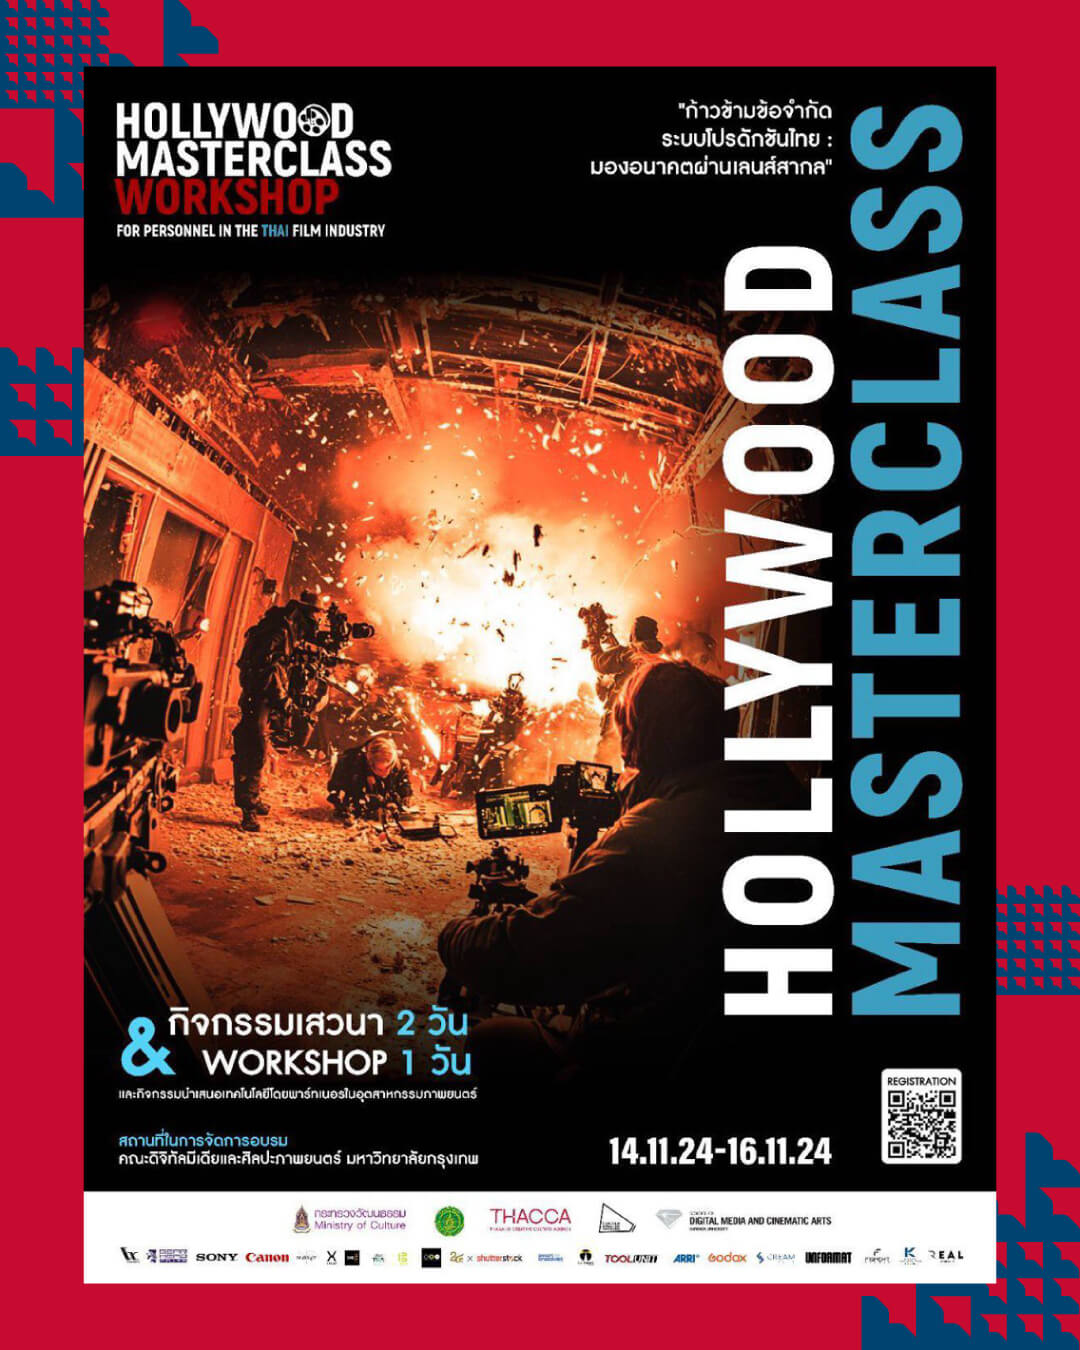 HOLLYWOOD
MASTERCLASS
WORKSHOP
FOR PERSONNEL IN THE THAI FILM INDUSTRY
"ก้าวข้ามข้อจำกัด
ระบบโปรดักชันไทย :
มองอนาคตผ่านเลนส์สากล"
HOLLYWOOD
MASTERCLASS
& กิจกรรมเสวนา 2 วัน
WORKSHOP 1 วัน
และกิจกรรมนำเสนอเทคโนโลยีโดยพาร์ทเนอร์ในอุตสาหกรรมภาพยนตร์
สถานที่ในการจัดการอบรม
คณะดิจิทัลมีเดียและศิลปะภาพยนตร์ มหาวิทยาลัยกรุงเทพ
14.11.24-16.11.24
REGISTRATION
กระทรวงวัฒนธรรม
Ministry of Culture
THACCA
THAILAND CREATIVE CULTURE AGENCY
DIGITAL MEDIA AND CINEMATIC ARTS
SONY Canon shutterstock TOOLUNIT ARRI Godox CREAM UNFORMAT REAL